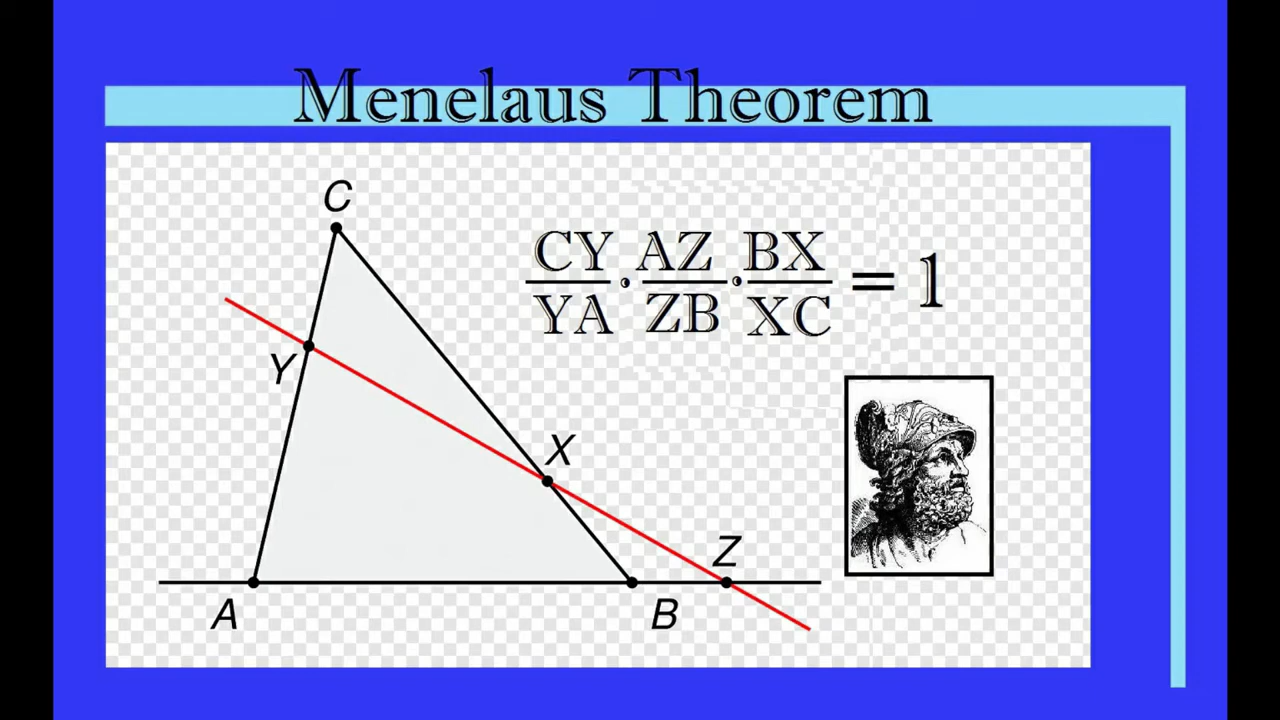 Menelaus Theorem
C
CY/YA · AZ/ZB · BX/XC = 1
Y
X
Z
A
B